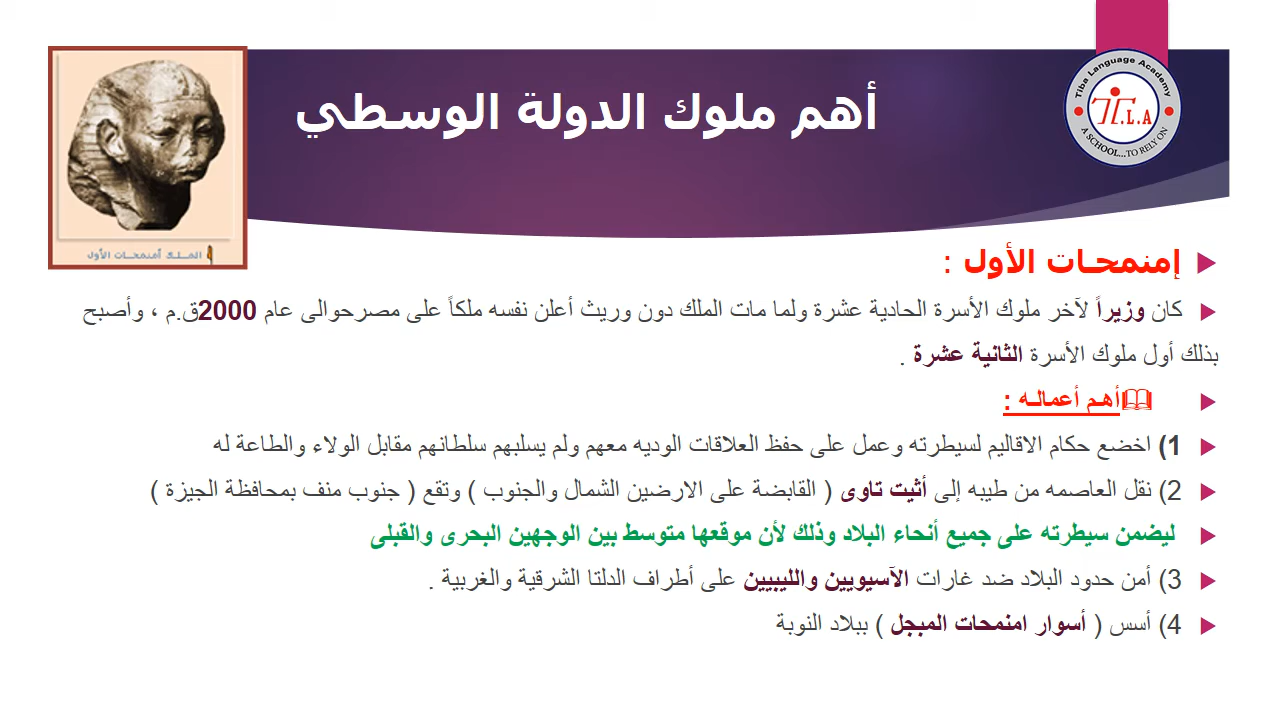 أهم ملوك الدولة الوسطي
Tiba Language Academy
T.L.A
A SCHOOL...TO RELY ON
الملك أمنمحات الأول
إمنمحـات الأول :
كان وزيراً لآخر ملوك الأسرة الحادية عشرة ولما مات الملك دون وريث أعلن نفسه ملكاً على مصرحوالى عام 2000ق.م ، وأصبح
بذلك أول ملوك الأسرة الثانية عشرة .
أهـم أعمالـه :
1) اخضع حكام الاقاليم لسيطرته وعمل على حفظ العلاقات الوديه معهم ولم يسلبهم سلطانهم مقابل الولاء والطاعة له
2) نقل العاصمه من طيبه إلى أثيت تاوى ( القابضة على الارضين الشمال والجنوب ) وتقع ( جنوب منف بمحافظة الجيزة )
ليضمن سيطرته على جميع أنحاء البلاد وذلك لأن موقعها متوسط بين الوجهين البحرى والقبلى
3) أمن حدود البلاد ضد غارات الآسيويين والليبيين على أطراف الدلتا الشرقية والغربية .
4) أسس ( أسوار امنمحات المبجل ) ببلاد النوبة